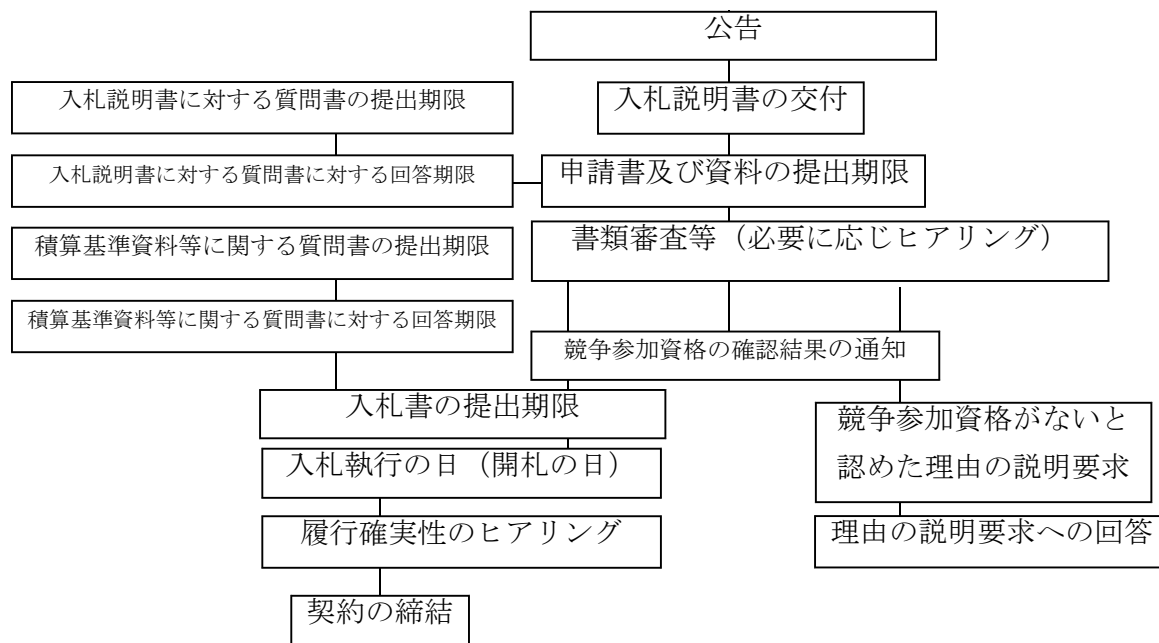 公告
入札説明書に対する質問書の提出期限
入札説明書の交付
入札説明書に対する質問書に対する回答期限
申請書及び資料の提出期限
積算基準資料等に関する質問書の提出期限
書類審査等（必要に応じヒアリング）
積算基準資料等に関する質問書に対する回答期限
競争参加資格の確認結果の通知
入札書の提出期限
競争参加資格がないと
認めた理由の説明要求
入札執行の日（開札の日）
履行確実性のヒアリング
理由の説明要求への回答
契約の締結